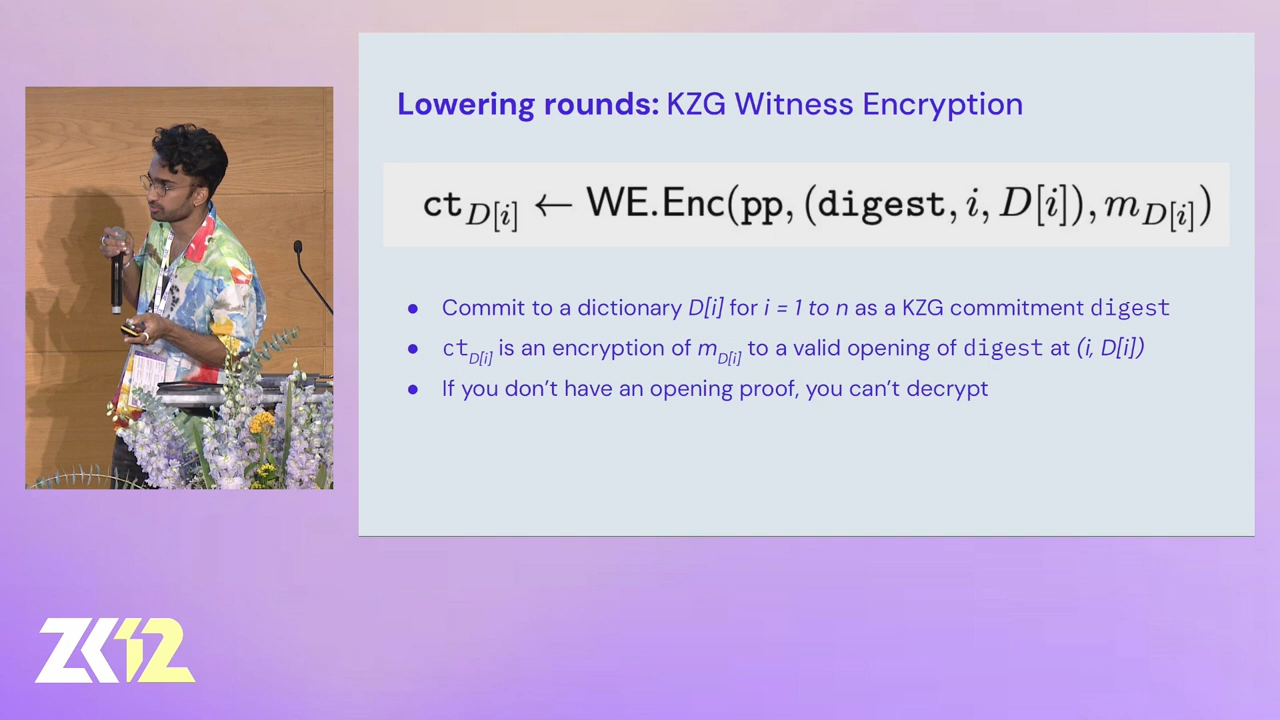 Lowering rounds: KZG Witness Encryption
ct_{D[i]} ← WE.Enc(pp, (digest, i, D[i]), m_{D[i]})
● Commit to a dictionary D[i] for i = 1 to n as a KZG commitment digest
● ct_{D[i]} is an encryption of m_{D[i]} to a valid opening of digest at (i, D[i])
● If you don’t have an opening proof, you can’t decrypt
ZK12